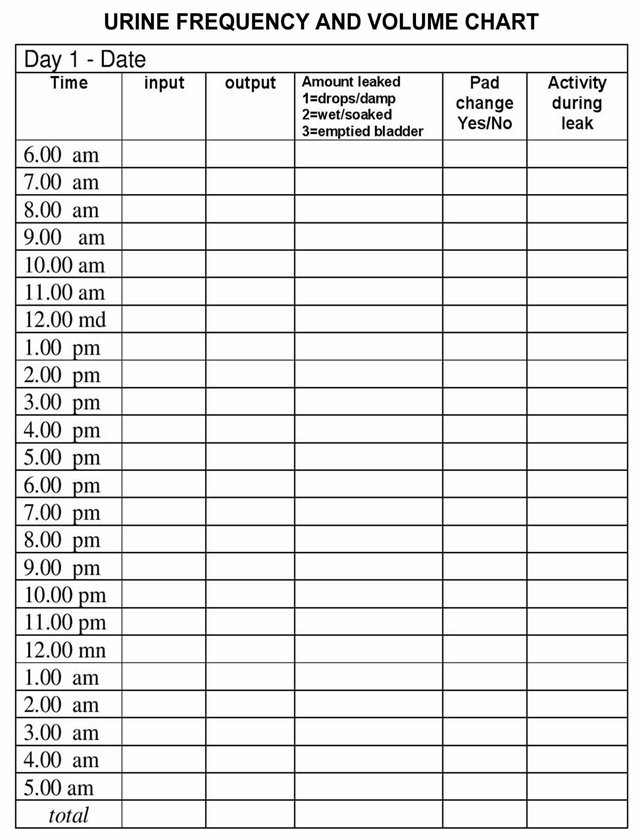 URINE FREQUENCY AND VOLUME CHART
Day 1 - Date
Time input output Amount leaked 1=drops/damp 2=wet/soaked 3=emptied bladder Pad change Yes/No Activity during leak
6.00 am
7.00 am
8.00 am
9.00 am
10.00 am
11.00 am
12.00 md
1.00 pm
2.00 pm
3.00 pm
4.00 pm
5.00 pm
6.00 pm
7.00 pm
8.00 pm
9.00 pm
10.00 pm
11.00 pm
12.00 mn
1.00 am
2.00 am
3.00 am
4.00 am
5.00 am
total